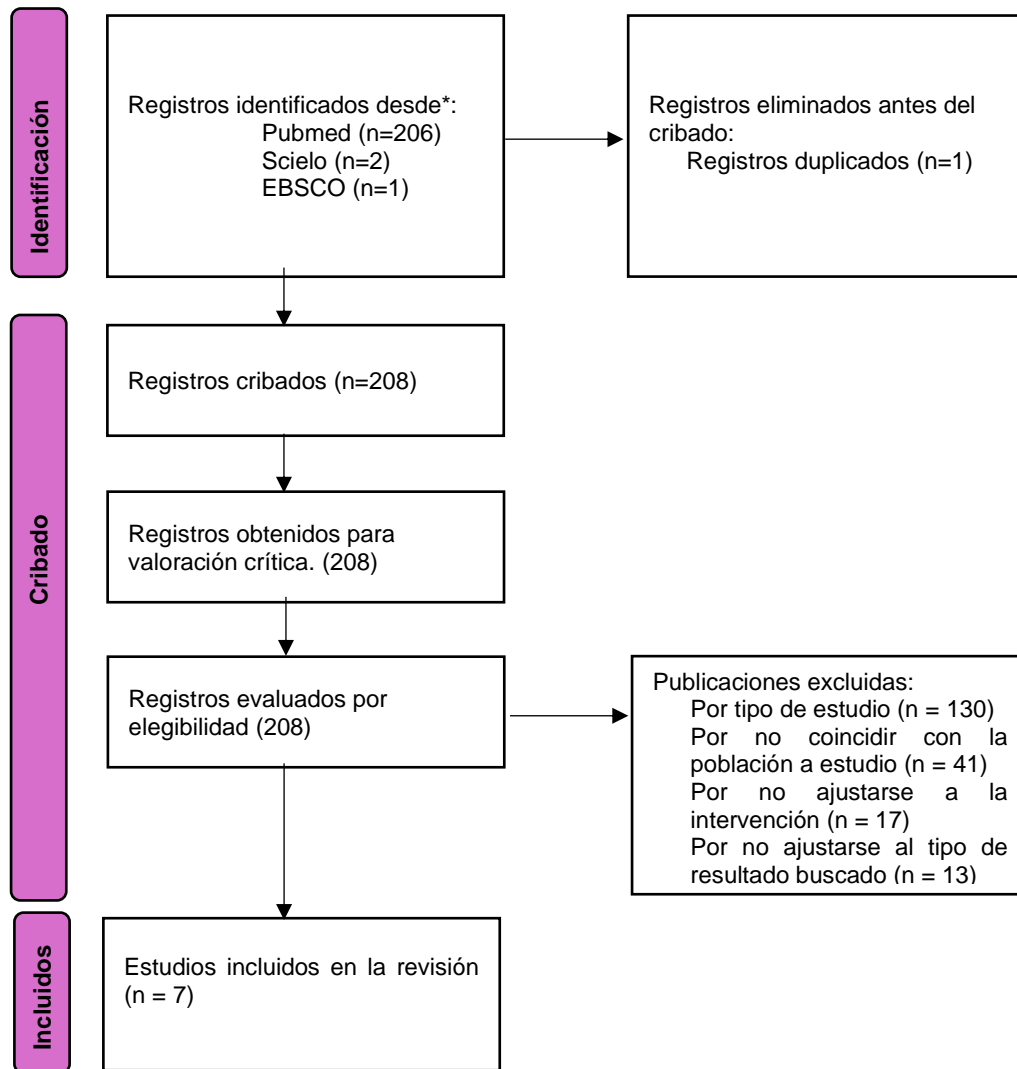 Identificación
Registros identificados desde*:
Pubmed (n=206)
Scielo (n=2)
EBSCO (n=1)
Registros eliminados antes del
cribado:
Registros duplicados (n=1)
Cribado
Registros cribados (n=208)
Registros obtenidos para
valoración crítica. (208)
Registros evaluados por
elegibilidad (208)
Publicaciones excluidas:
Por tipo de estudio (n = 130)
Por no coincidir con la
población a estudio (n = 41)
Por no ajustarse a la
intervención (n = 17)
Por no ajustarse al tipo de
resultado buscado (n = 13)
Incluidos
Estudios incluidos en la revisión
(n = 7)